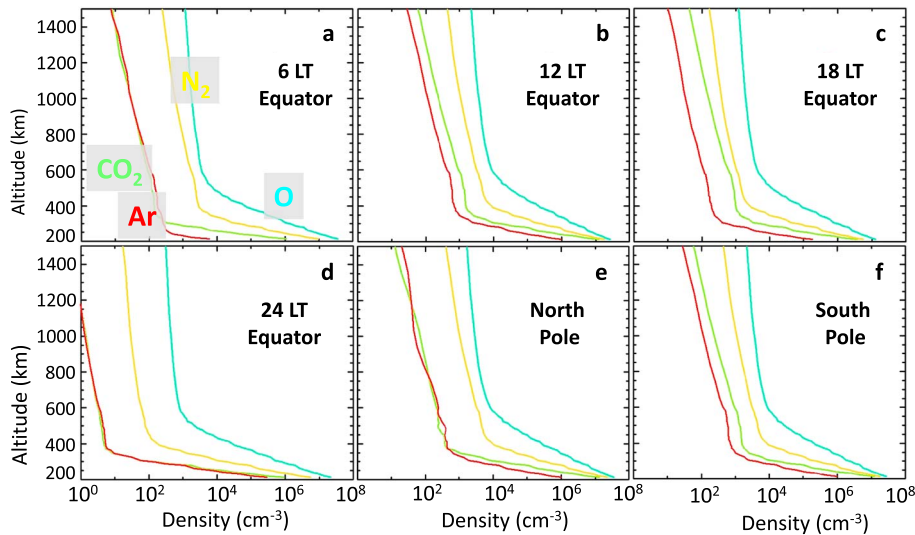 1400
1200
1000
800
600
400
200
Altitude (km)
a
6 LT
Equator
N2
CO2
Ar
O
b
12 LT
Equator
c
18 LT
Equator
1400
1200
1000
800
600
400
200
Altitude (km)
d
24 LT
Equator
e
North
Pole
f
South
Pole
10^0 10^2 10^4 10^6 10^8
10^2 10^4 10^6 10^8
10^2 10^4 10^6 10^8
Density (cm^-3)
Density (cm^-3)
Density (cm^-3)